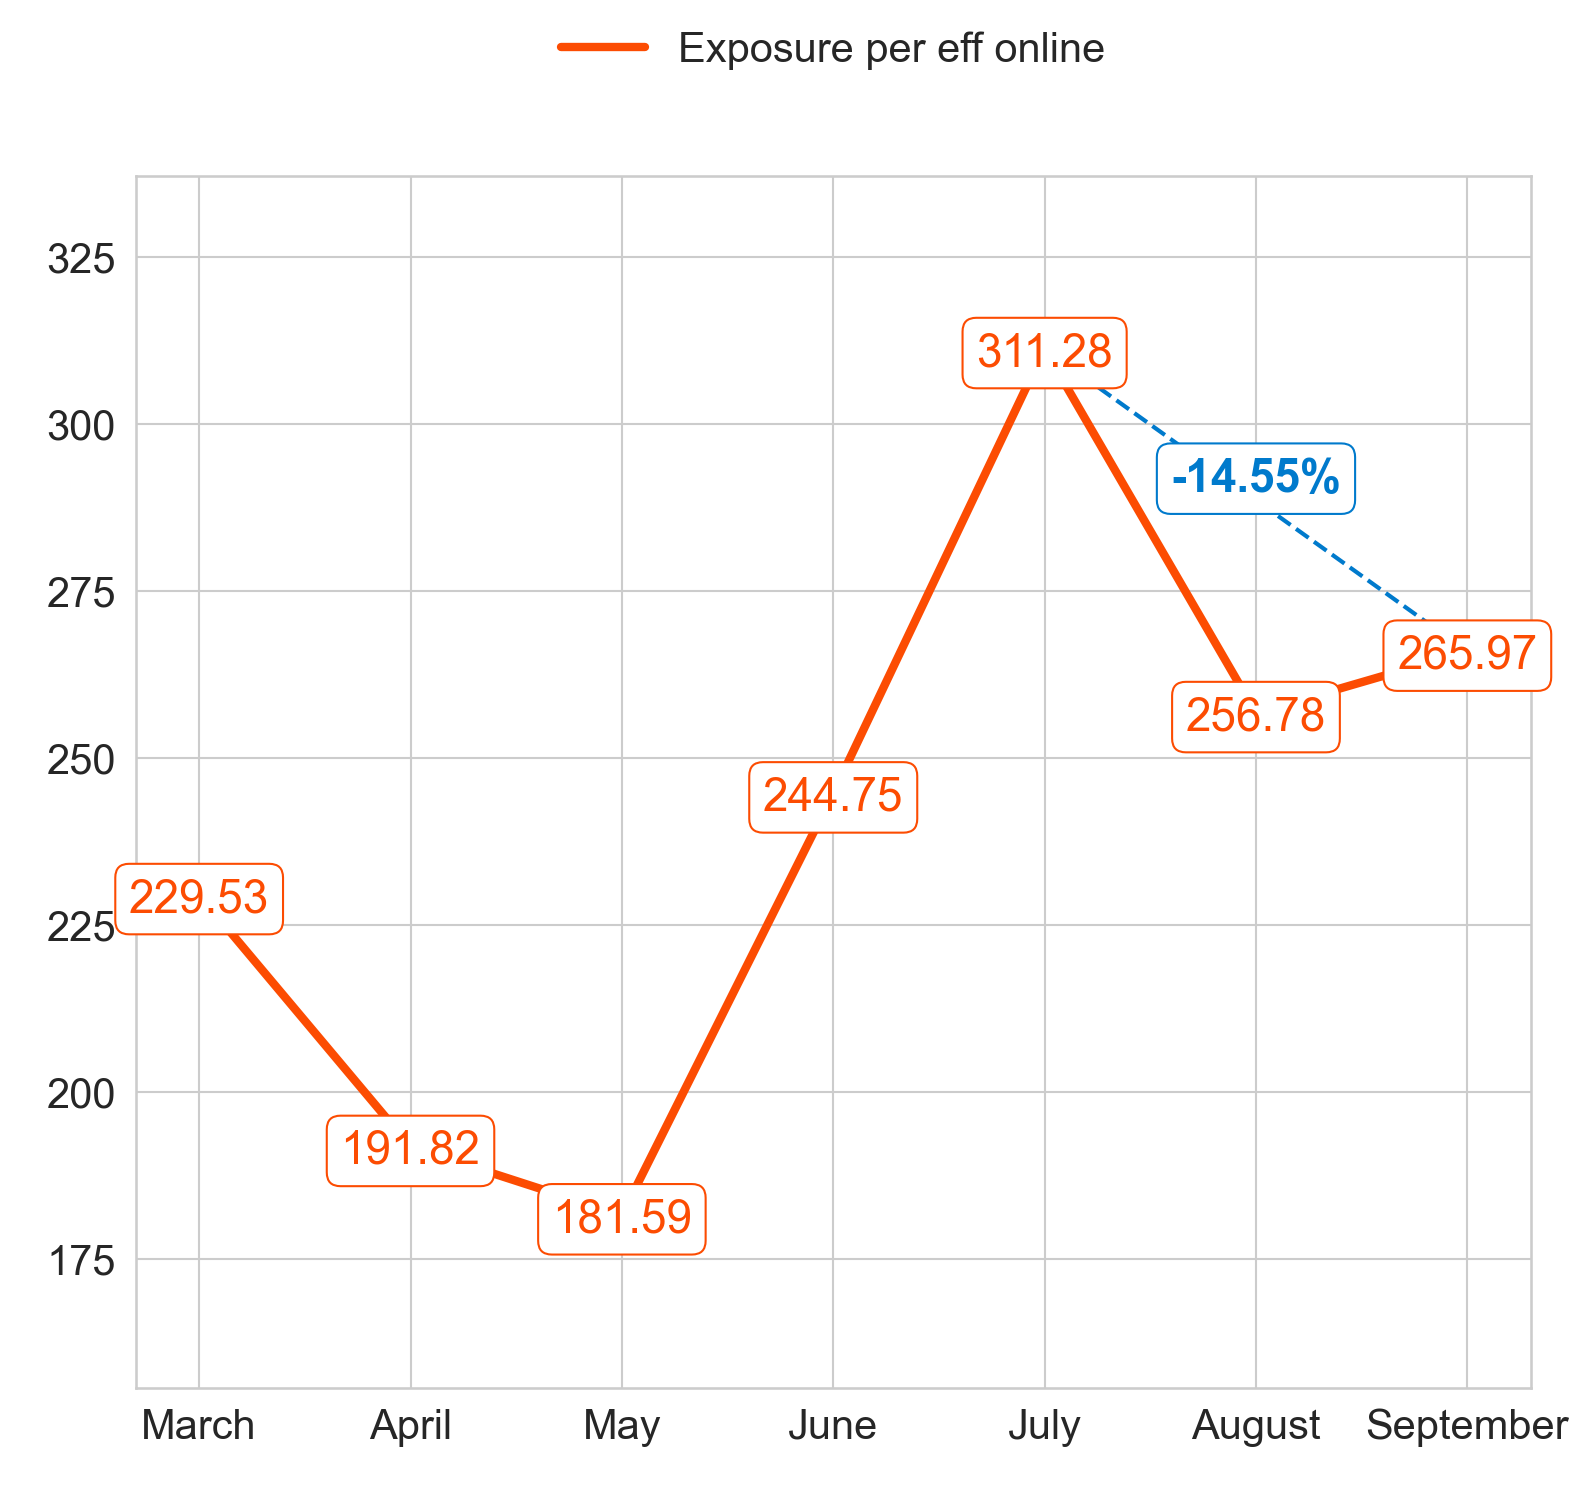 Exposure per eff online
325
300
275
250
225
200
175
311.28
-14.55%
265.97
256.78
244.75
229.53
191.82
181.59
March
April
May
June
July
August
September